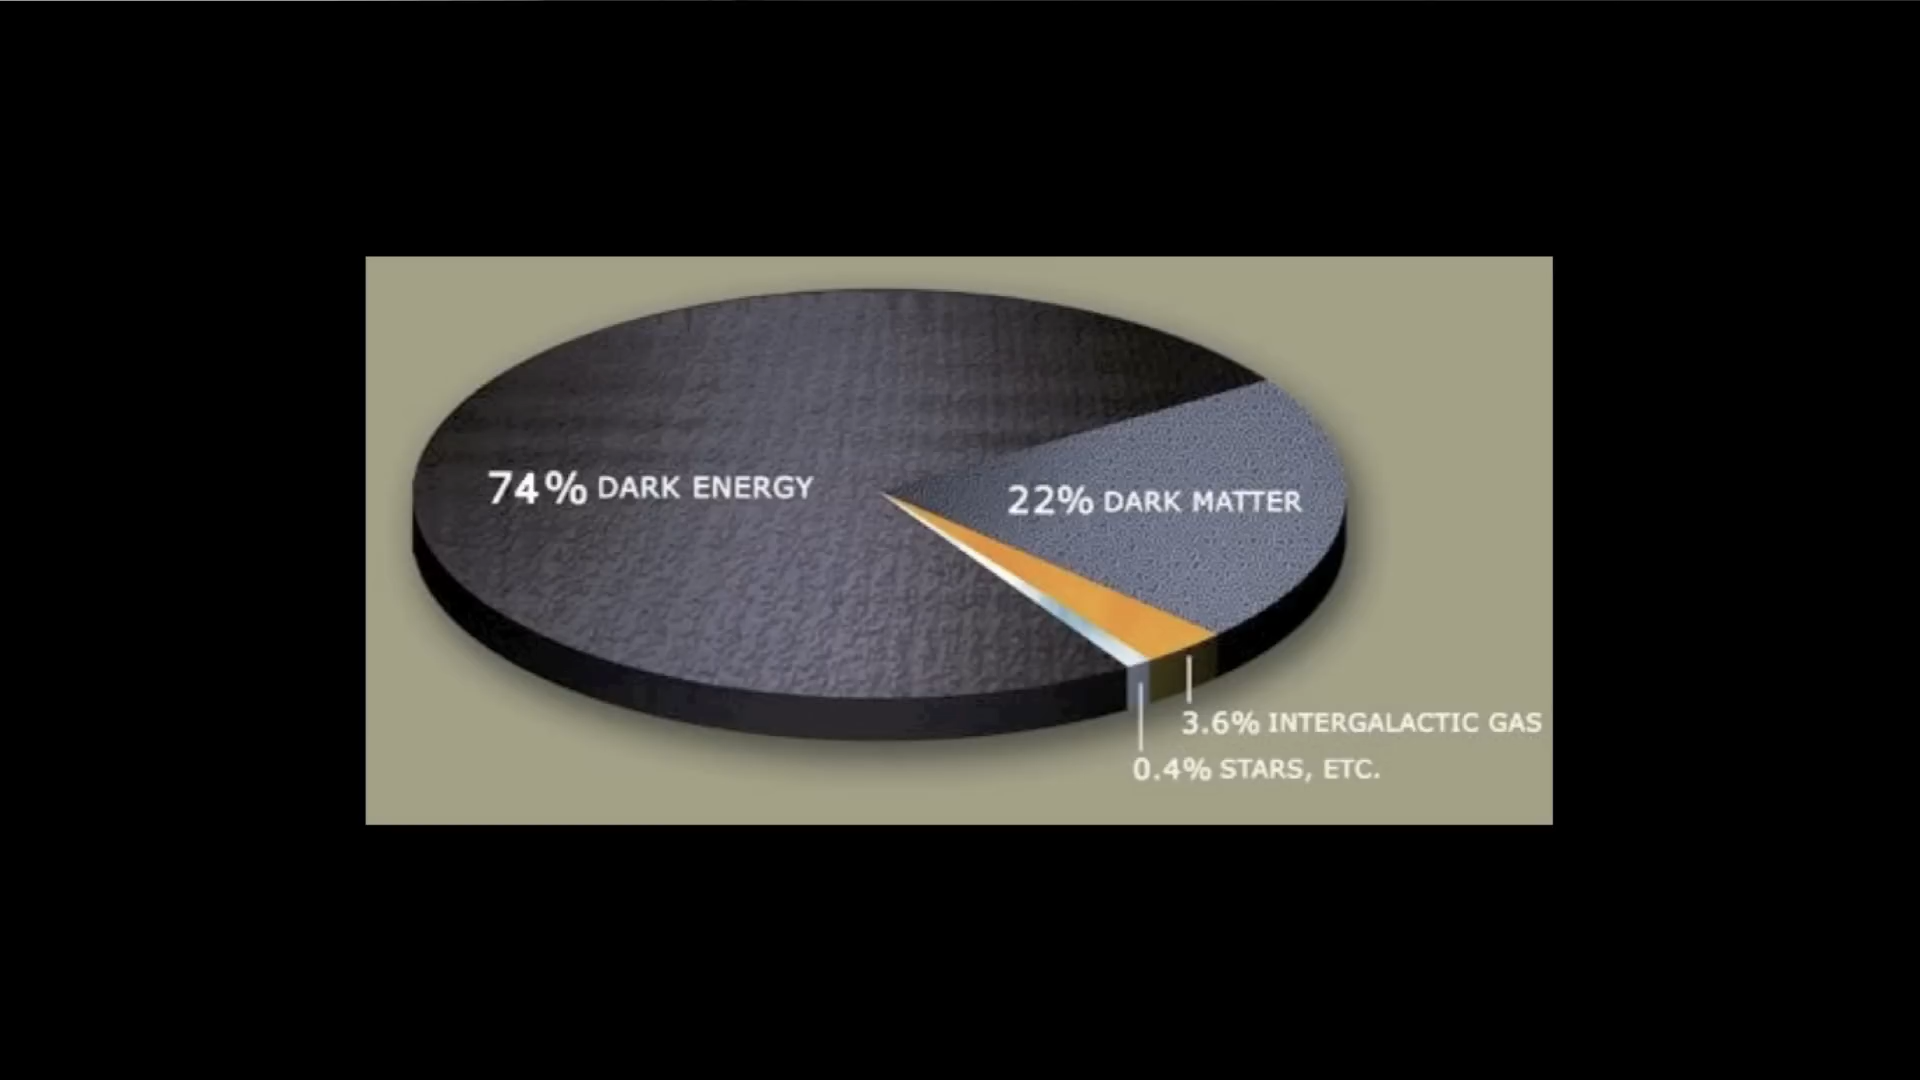 74% DARK ENERGY
22% DARK MATTER
3.6% INTERGALACTIC GAS
0.4% STARS, ETC.